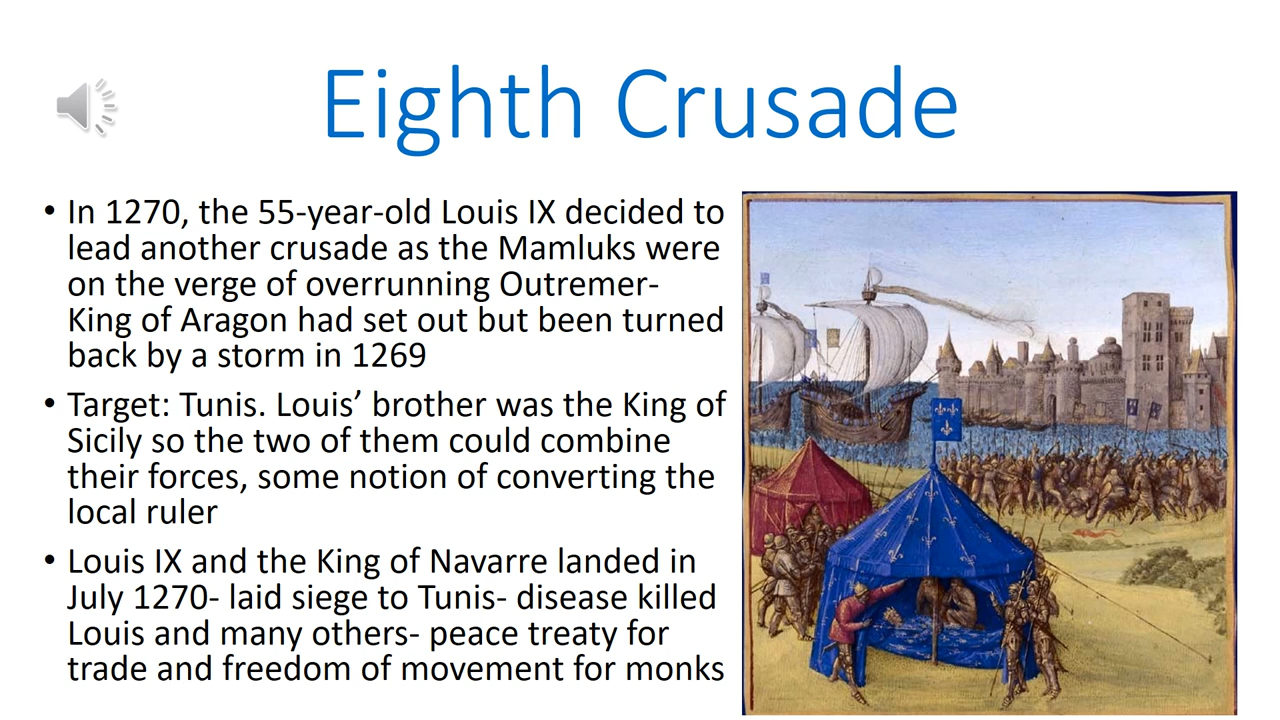 Eighth Crusade
• In 1270, the 55-year-old Louis IX decided to
lead another crusade as the Mamluks were
on the verge of overrunning Outremer-
King of Aragon had set out but been turned
back by a storm in 1269
• Target: Tunis. Louis’ brother was the King of
Sicily so the two of them could combine
their forces, some notion of converting the
local ruler
• Louis IX and the King of Navarre landed in
July 1270- laid siege to Tunis- disease killed
Louis and many others- peace treaty for
trade and freedom of movement for monks